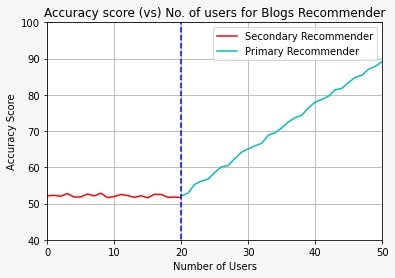 Accuracy score (vs) No. of users for Blogs Recommender
100
90
80
70
60
50
40
Accuracy Score
Secondary Recommender
Primary Recommender
0
10
20
30
40
50
Number of Users